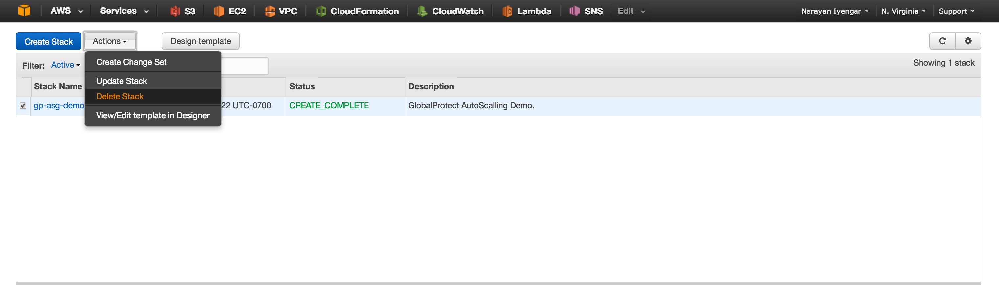 AWS Services S3 EC2 VPC CloudFormation CloudWatch Lambda SNS Edit Narayan Iyengar N. Virginia Support
Create Stack Actions Design template
Filter: Active Showing 1 stack
Create Change Set
Update Stack
Delete Stack
View/Edit template in Designer
Stack Name Status Description
gp-asg-demo 22 UTC-0700 CREATE_COMPLETE GlobalProtect AutoScalling Demo.